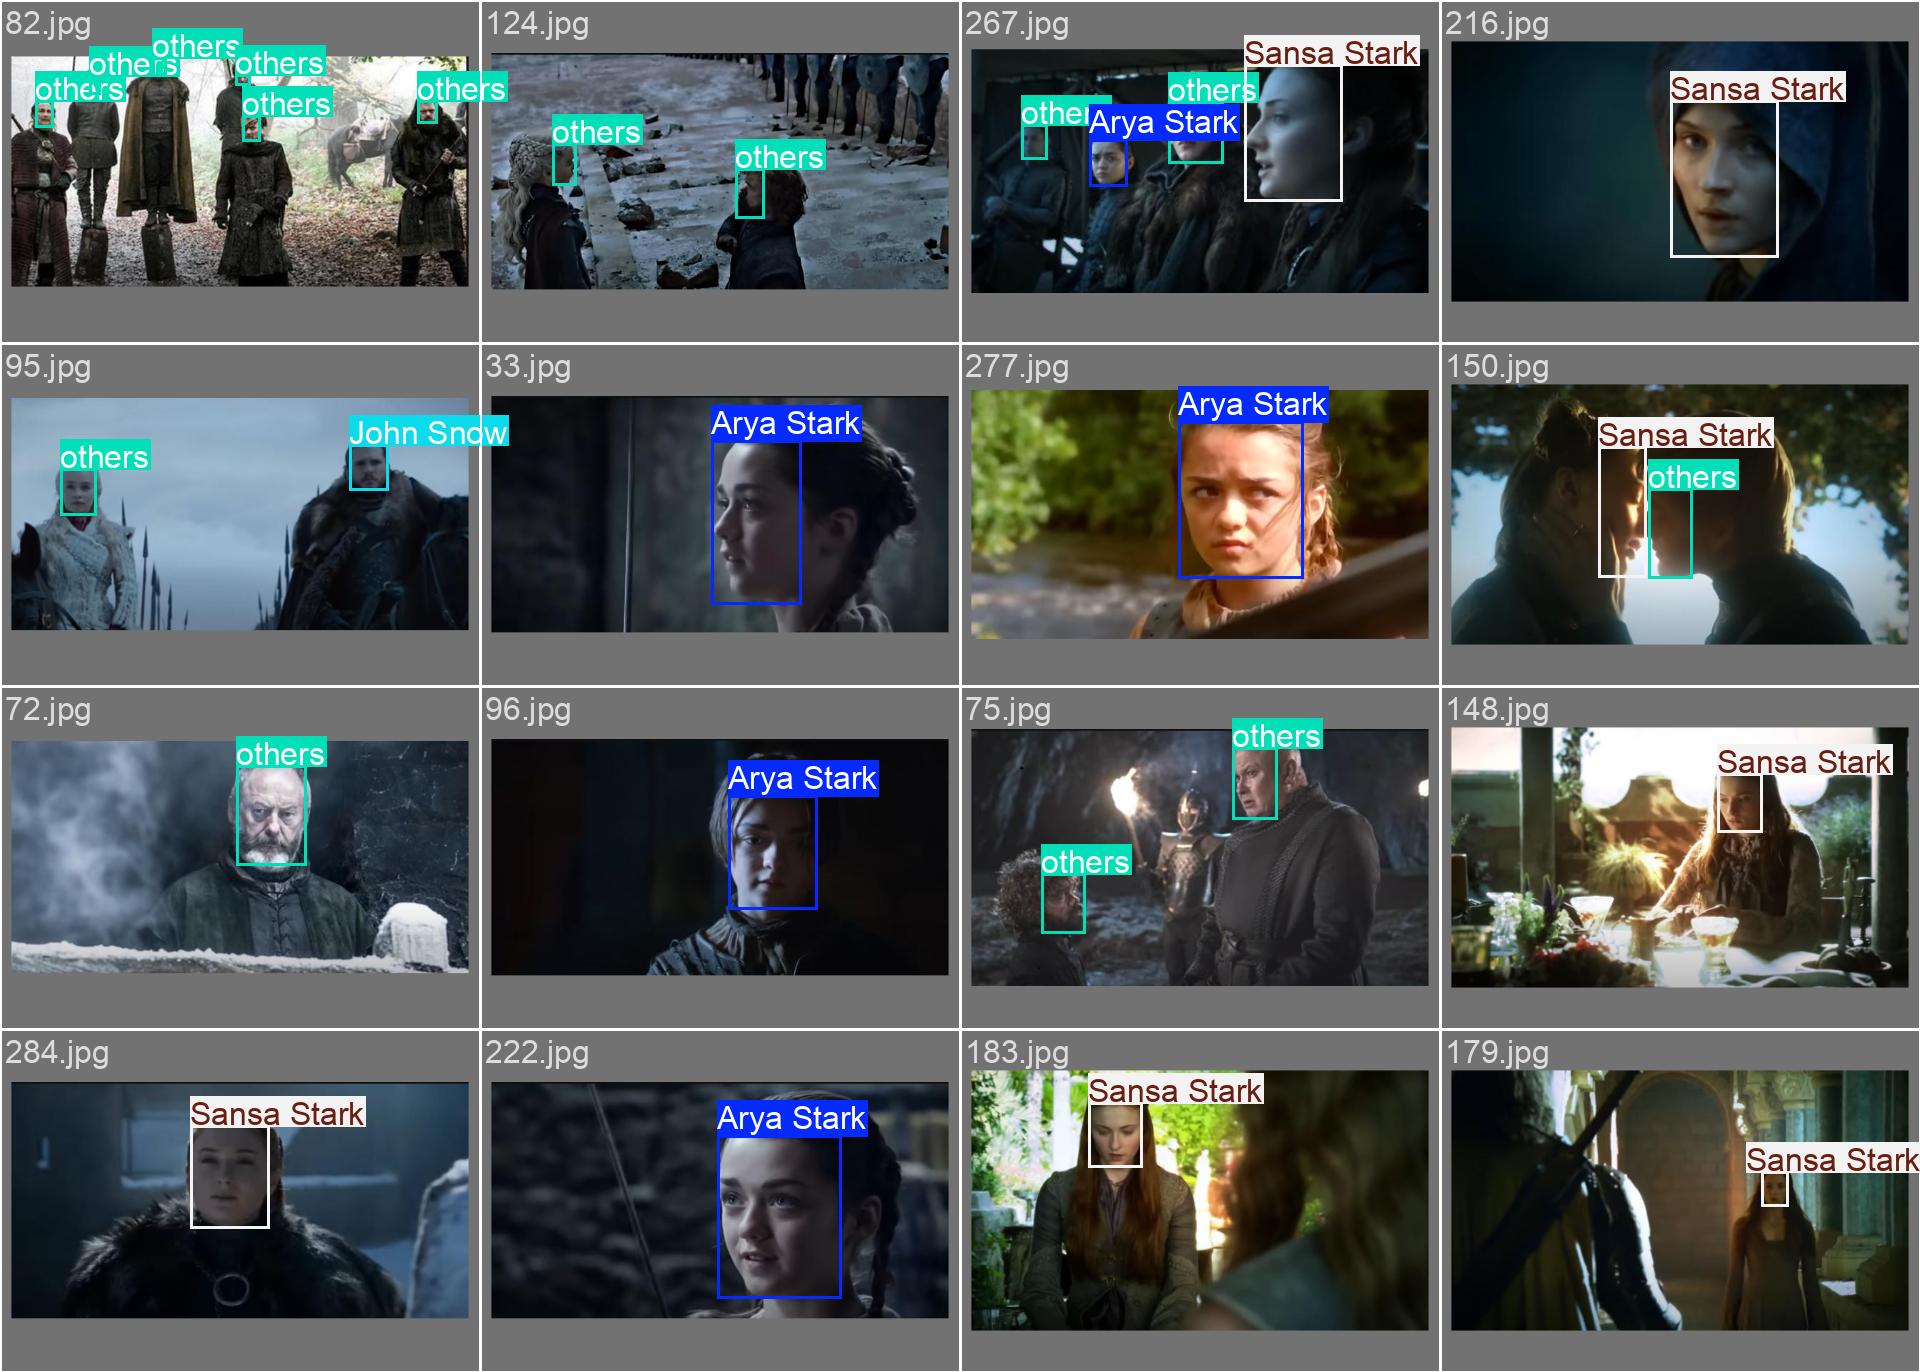 82.jpg
others
others
others
others
others
others
124.jpg
others
others
267.jpg
others
others
Arya Stark
Sansa Stark
216.jpg
Sansa Stark
95.jpg
others
John Snow
33.jpg
Arya Stark
277.jpg
Arya Stark
150.jpg
Sansa Stark
others
72.jpg
others
96.jpg
Arya Stark
75.jpg
others
others
148.jpg
Sansa Stark
284.jpg
Sansa Stark
222.jpg
Arya Stark
183.jpg
Sansa Stark
179.jpg
Sansa Stark